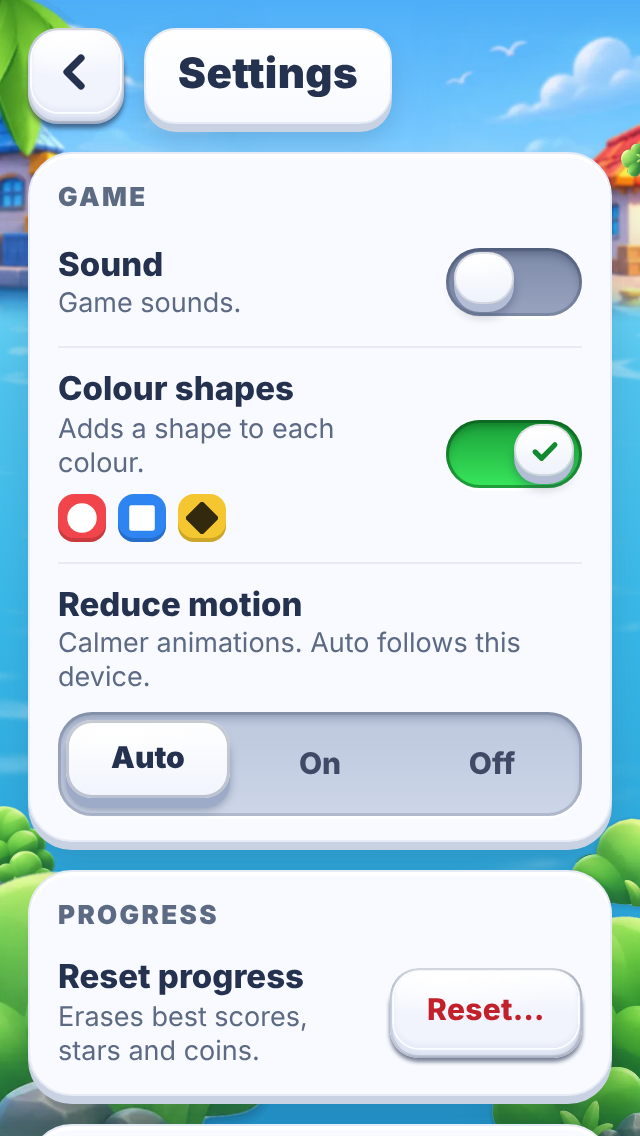 Settings
GAME
Sound
Game sounds.
Colour shapes
Adds a shape to each
colour.
Reduce motion
Calmer animations. Auto follows this
device.
Auto On Off
PROGRESS
Reset progress
Erases best scores,
stars and coins.
Reset...